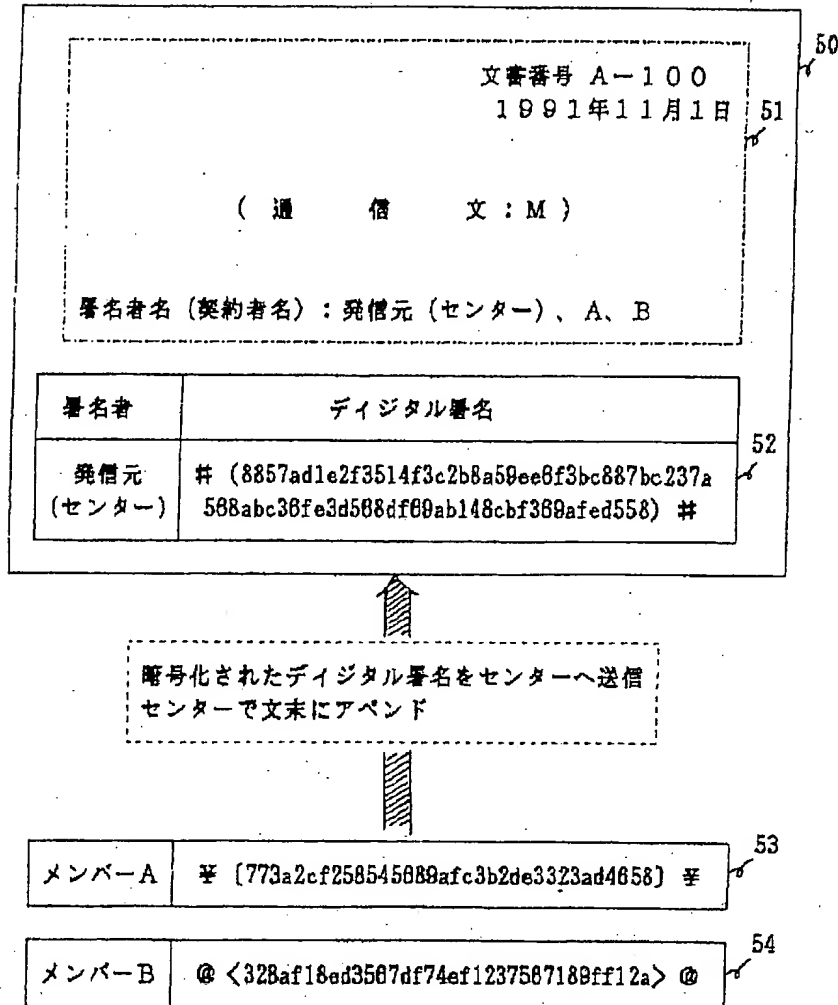 50
文書番号 A-100
1991年11月1日
51
( 通 信 文 : M )
署名者名 (契約者名) : 発信元 (センター)、A、B
署名者 ディジタル署名
52
発信元
(センター)
# (8857ad1e2f3514f3c2b8a59ee6f3bc887bc237a
568abc36fe3d568df69ab148cbf369afed558) #
暗号化されたディジタル署名をセンターへ送信
センターで文末にアペンド
53
メンバーA ¥ [773a2cf258545689afc3b2de3323ad4658] ¥
54
メンバーB @ <328af18ed3567df74ef1237567189ff12a> @